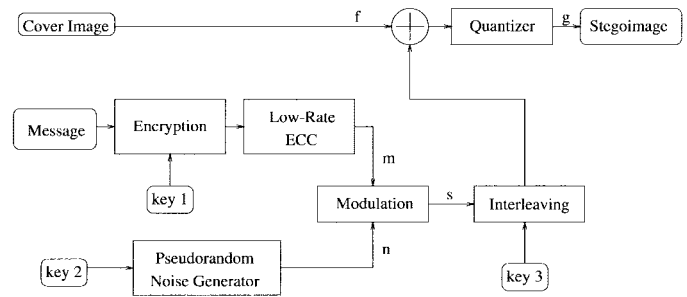 Cover Image
f
Quantizer
g
Stegoimage
Message
Encryption
Low-Rate
ECC
key 1
m
Modulation
s
Interleaving
n
key 2
Pseudorandom
Noise Generator
key 3